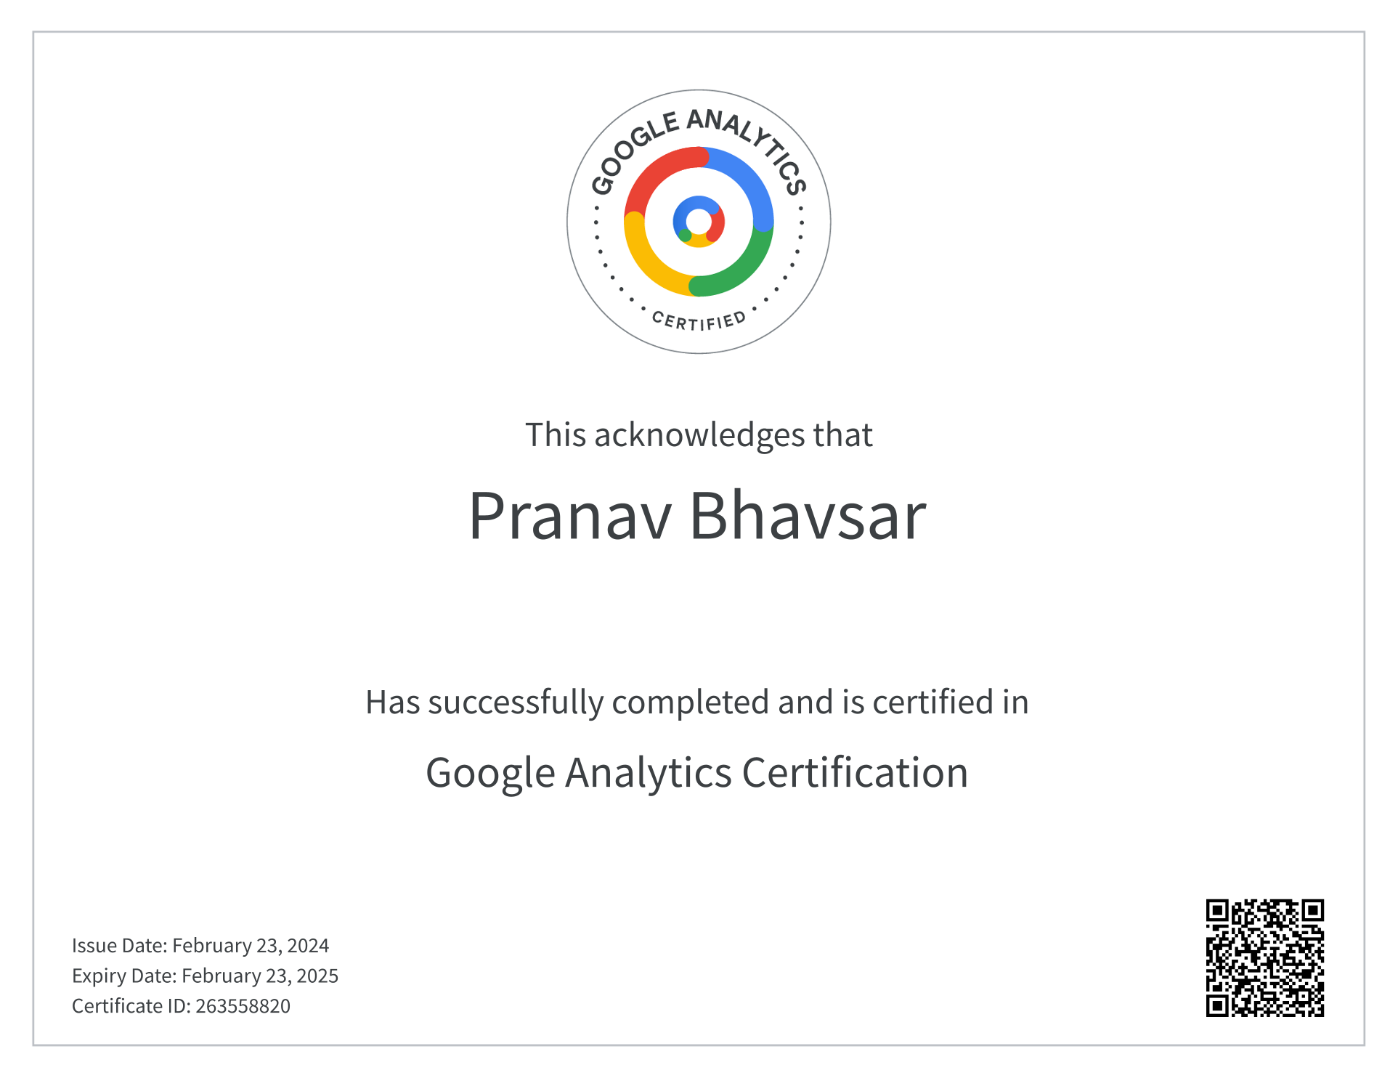 GOOGLE ANALYTICS
CERTIFIED
This acknowledges that
Pranav Bhavsar
Has successfully completed and is certified in
Google Analytics Certification
Issue Date: February 23, 2024
Expiry Date: February 23, 2025
Certificate ID: 263558820